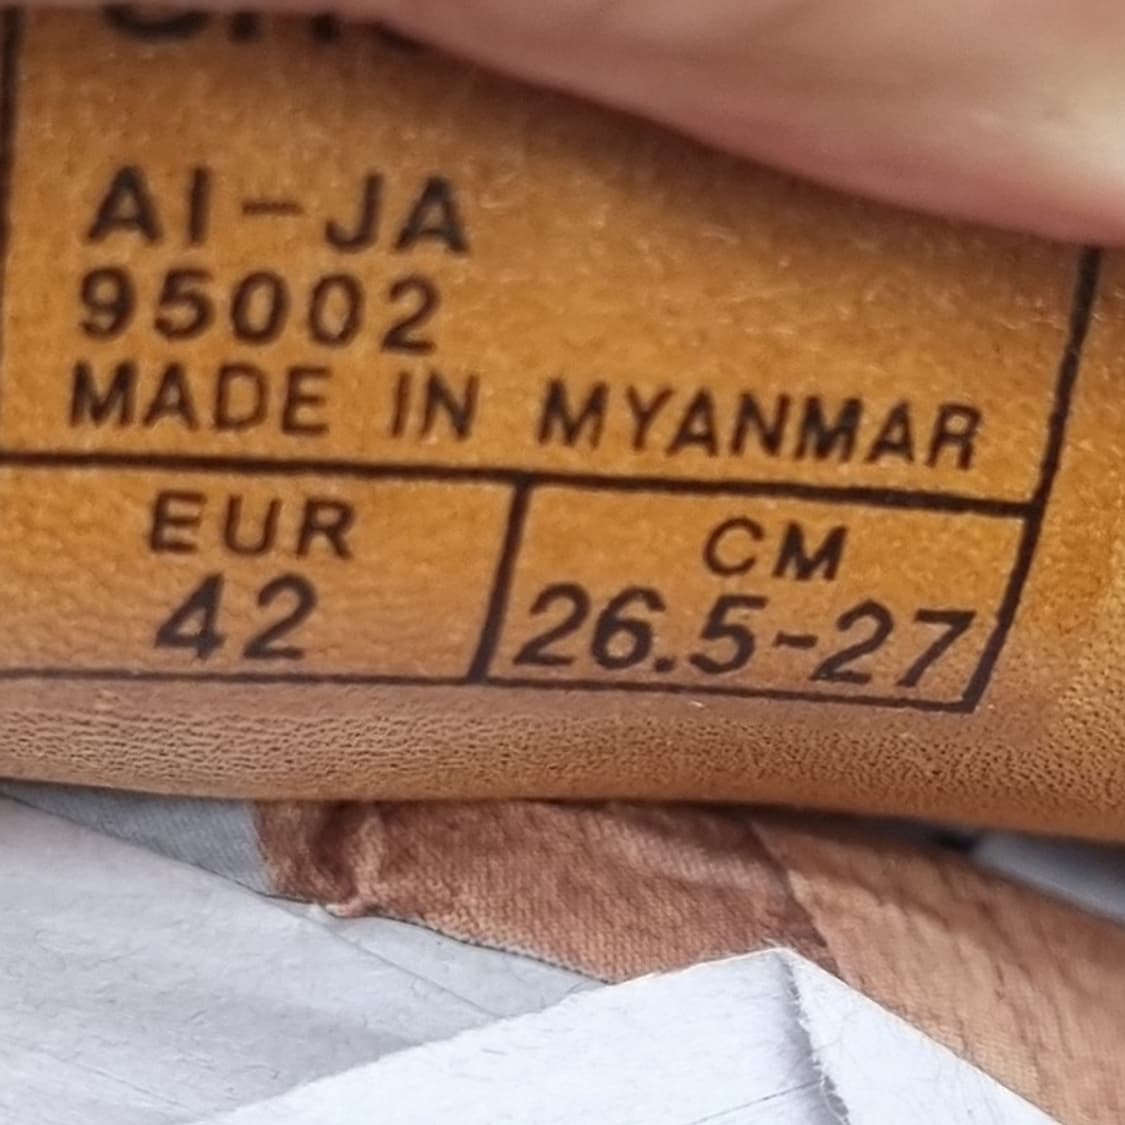 AI-JA
95002
MADE IN MYANMAR
EUR
42
CM
26.5-27